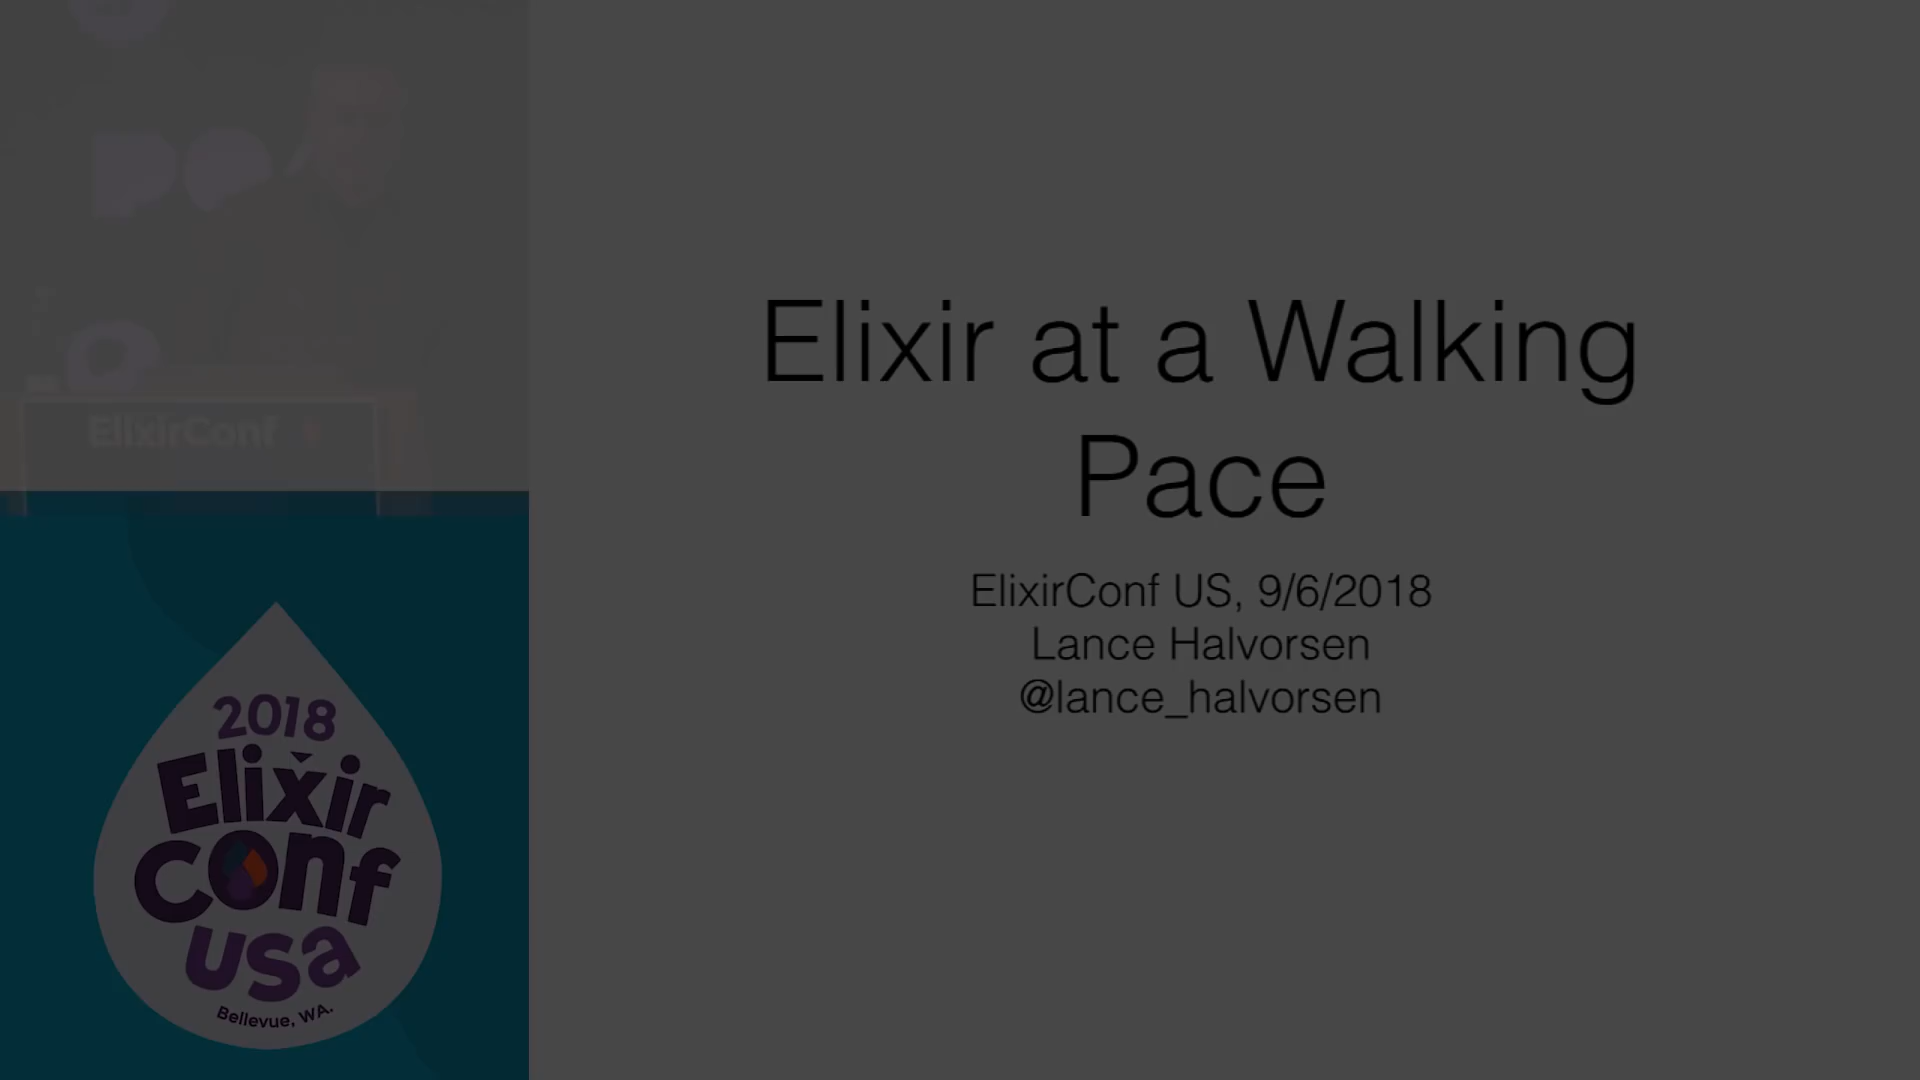 ElixirConf
2018
Elixir
Conf
USA
Bellevue, WA.
Elixir at a Walking
Pace
ElixirConf US, 9/6/2018
Lance Halvorsen
@lance_halvorsen